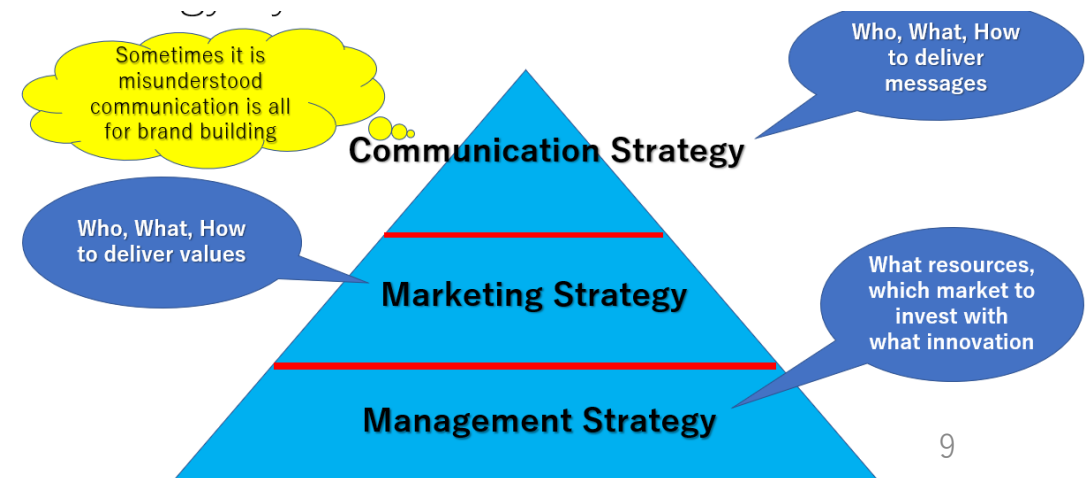 Sometimes it is
misunderstood
communication is all
for brand building
Who, What, How
to deliver
messages
Communication Strategy
Who, What, How
to deliver values
Marketing Strategy
What resources,
which market to
invest with
what innovation
Management Strategy
9